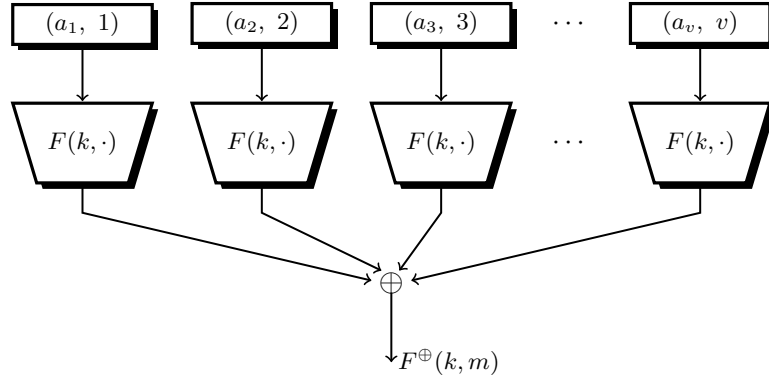 (a₁, 1) (a₂, 2) (a₃, 3) ⋯ (aᵥ, v)
F(k, ·) F(k, ·) F(k, ·) ⋯ F(k, ·)
⊕
F⊕(k, m)